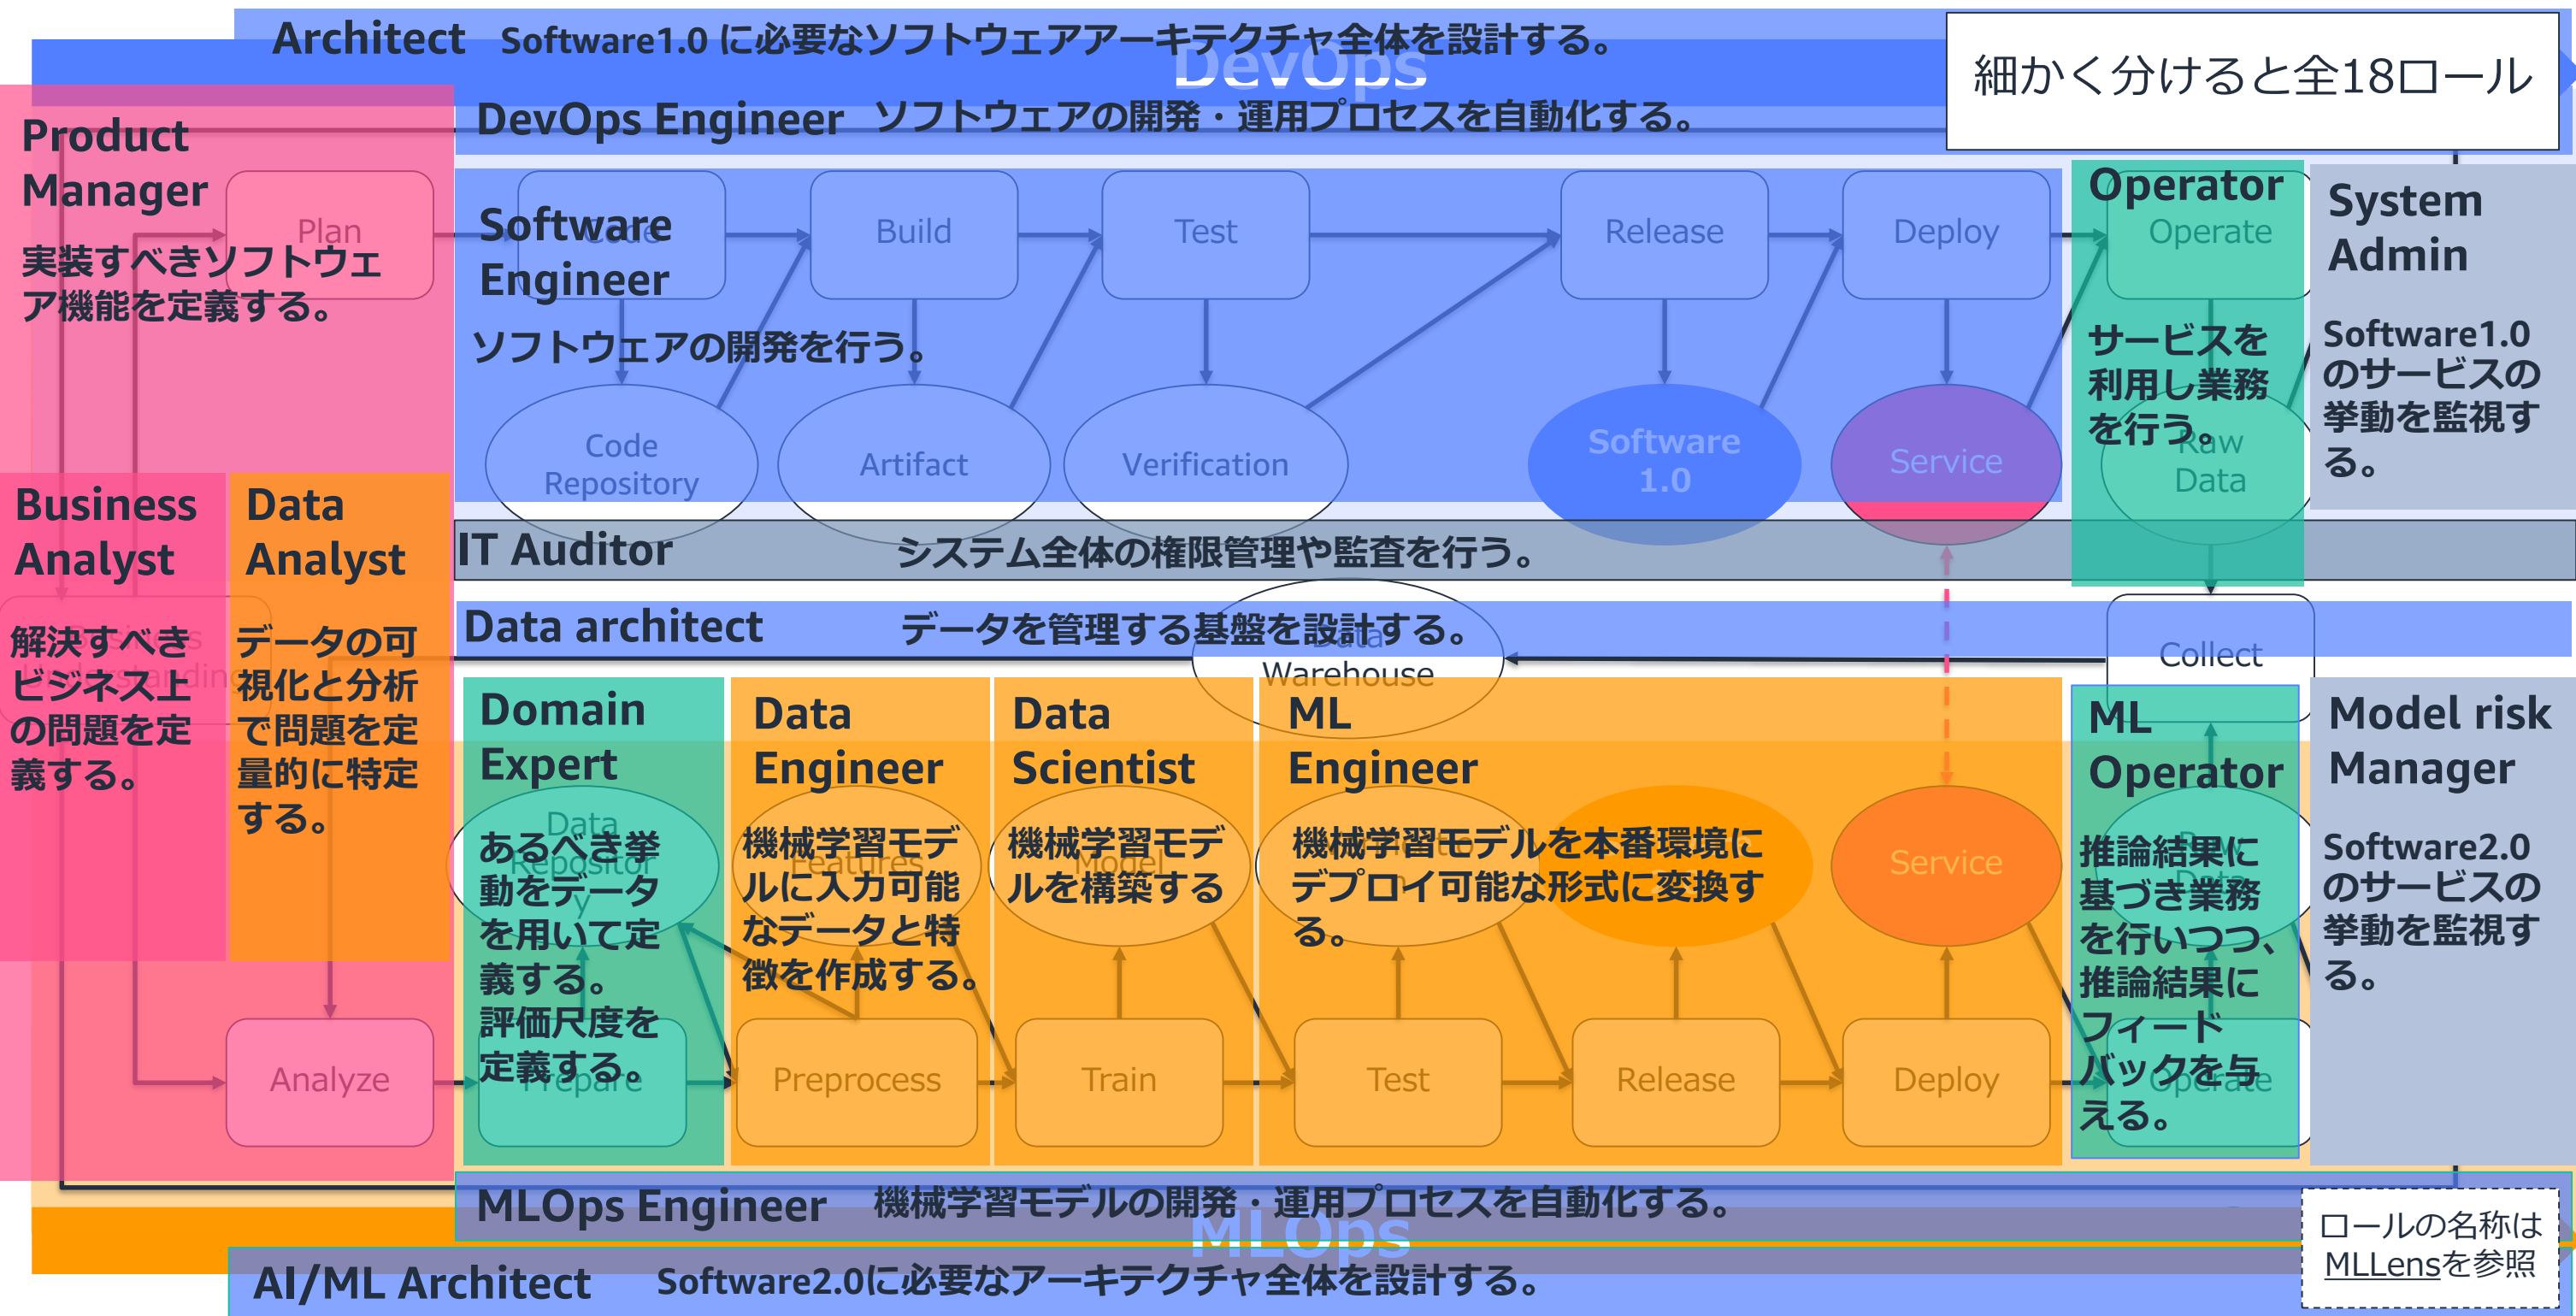 Architect Software1.0 に必要なソフトウェアアーキテクチャ全体を設計する。
DevOps
細かく分けると全18ロール
DevOps Engineer ソフトウェアの開発・運用プロセスを自動化する。
Product
Manager
実装すべきソフトウェ
ア機能を定義する。
Plan
Software
Engineer
ソフトウェアの開発を行う。
Code
Build
Test
Release
Deploy
Operator
Operate
サービスを
利用し業務
を行う。
System
Admin
Software1.0
のサービスの
挙動を監視す
る。
Code
Repository
Artifact
Verification
Software
1.0
Service
Raw
Data
Business
Analyst
解決すべき
ビジネス上
の問題を定
義する。
Business
Understanding
Data
Analyst
データの可
視化と分析
で問題を定
量的に特定
する。
IT Auditor システム全体の権限管理や監査を行う。
Data architect データを管理する基盤を設計する。
Data
Warehouse
Collect
Domain
Expert
あるべき挙
動をデータ
を用いて定
義する。
評価尺度を
定義する。
Data
Repositor
y
Data
Engineer
機械学習モデ
ルに入力可能
なデータと特
徴を作成する。
Features
Data
Scientist
機械学習モデ
ルを構築する
Model
ML
Engineer
機械学習モデルを本番環境に
デプロイ可能な形式に変換す
る。
Service
ML
Operator
推論結果に
基づき業務
を行いつつ、
推論結果に
フィード
バックを与
える。
Raw
Data
Model risk
Manager
Software2.0
のサービスの
挙動を監視す
る。
Analyze
Prepare
Preprocess
Train
Test
Release
Deploy
Operate
MLOps Engineer 機械学習モデルの開発・運用プロセスを自動化する。
MLOps
AI/ML Architect Software2.0に必要なアーキテクチャ全体を設計する。
ロールの名称は
MLLensを参照